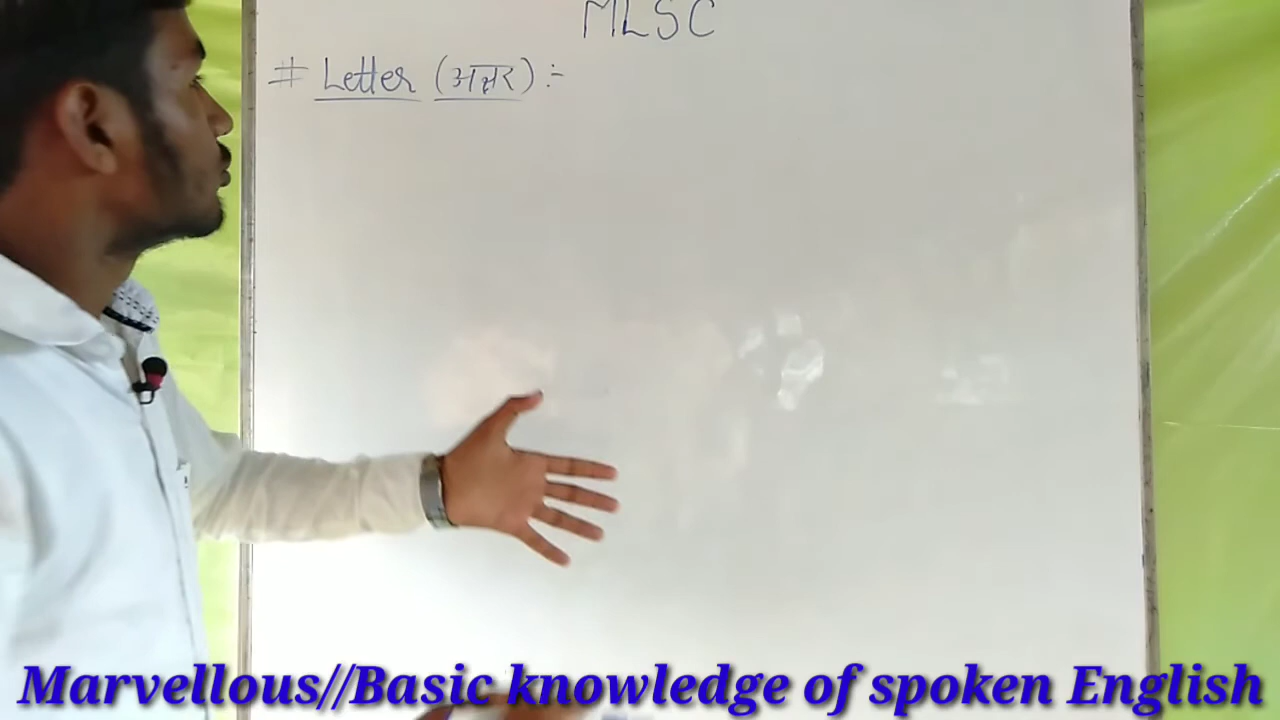 MLSC
# Letter (अक्षर) :-
Marvellous//Basic knowledge of spoken English